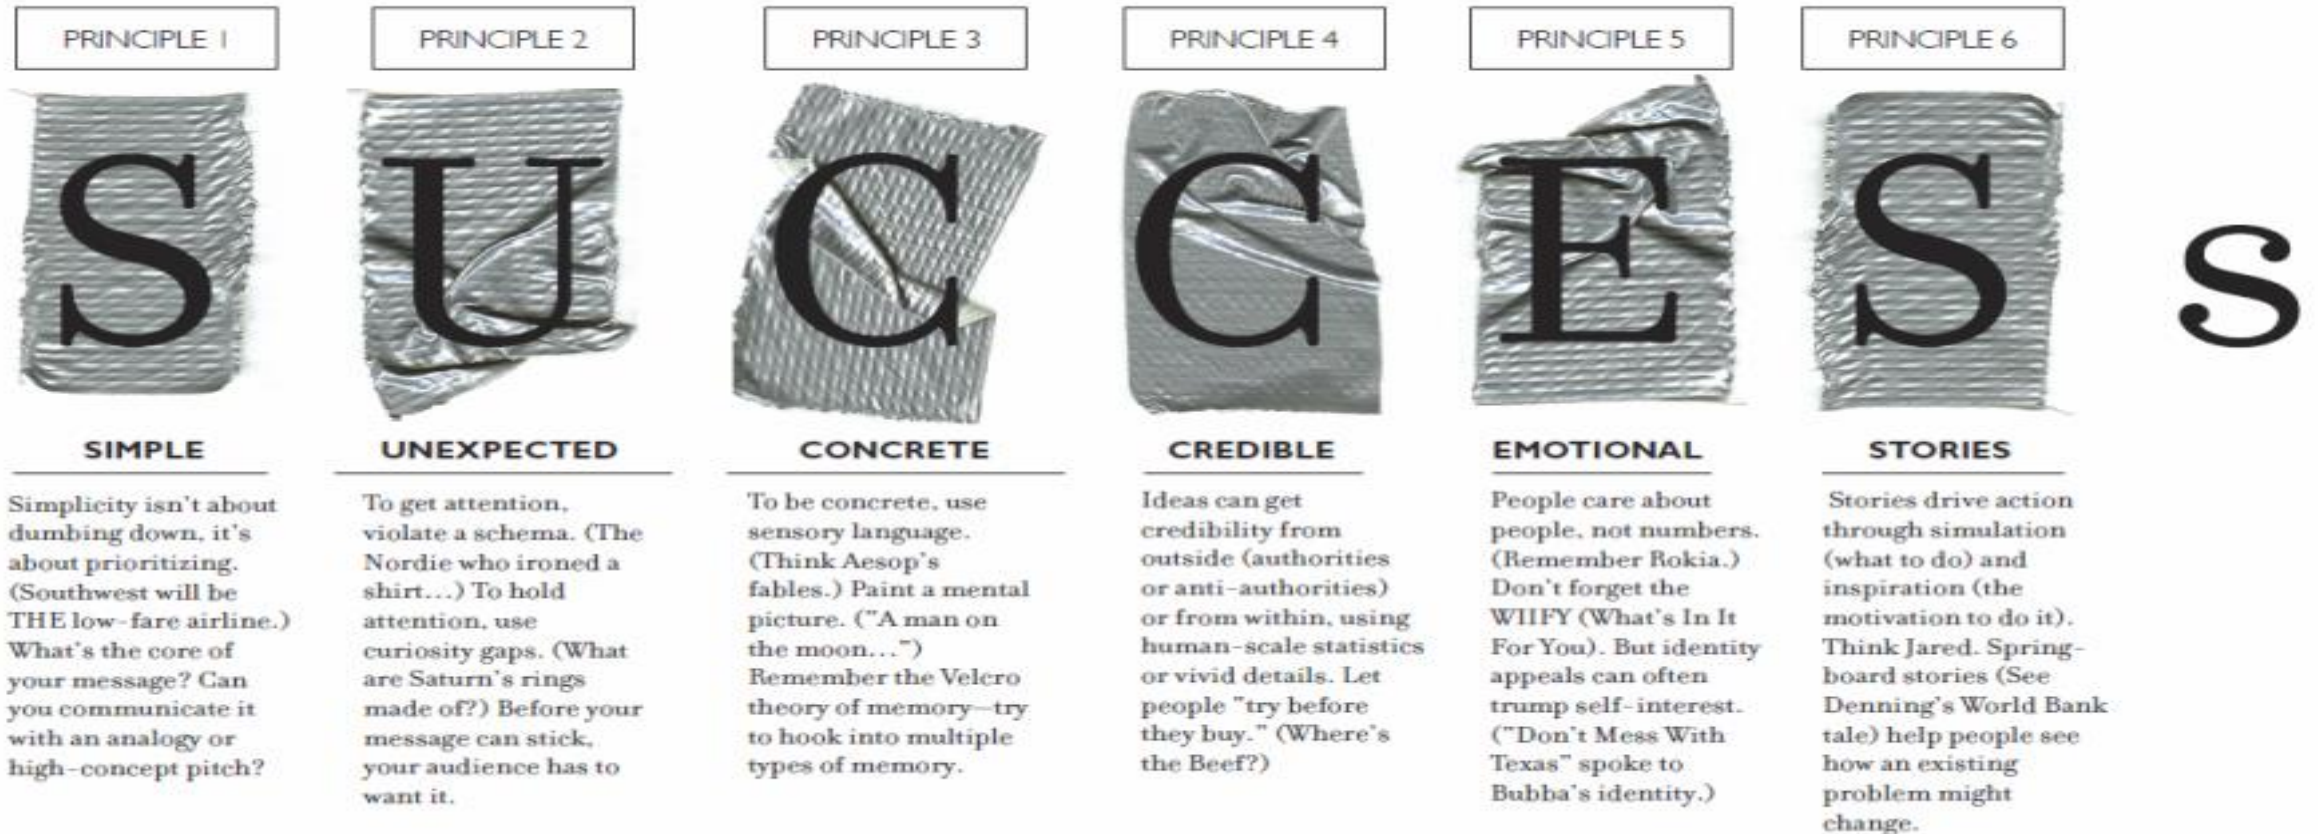 PRINCIPLE 1
S
SIMPLE
Simplicity isn't about
dumbing down, it's
about prioritizing.
(Southwest will be
THE low-fare airline.)
What's the core of
your message? Can
you communicate it
with an analogy or
high-concept pitch?
PRINCIPLE 2
U
UNEXPECTED
To get attention,
violate a schema. (The
Nordie who ironed a
shirt...) To hold
attention, use
curiosity gaps. (What
are Saturn's rings
made of?) Before your
message can stick,
your audience has to
want it.
PRINCIPLE 3
C
CONCRETE
To be concrete, use
sensory language.
(Think Aesop's
fables.) Paint a mental
picture. ("A man on
the moon...")
Remember the Velcro
theory of memory—try
to hook into multiple
types of memory.
PRINCIPLE 4
C
CREDIBLE
Ideas can get
credibility from
outside (authorities
or anti-authorities)
or from within, using
human-scale statistics
or vivid details. Let
people "try before
they buy." (Where's
the Beef?)
PRINCIPLE 5
E
EMOTIONAL
People care about
people, not numbers.
(Remember Rokia.)
Don't forget the
WIIFY (What's In It
For You). But identity
appeals can often
trump self-interest.
("Don't Mess With
Texas" spoke to
Bubba's identity.)
PRINCIPLE 6
S
STORIES
Stories drive action
through simulation
(what to do) and
inspiration (the
motivation to do it).
Think Jared. Spring-
board stories (See
Denning's World Bank
tale) help people see
how an existing
problem might
change.
s